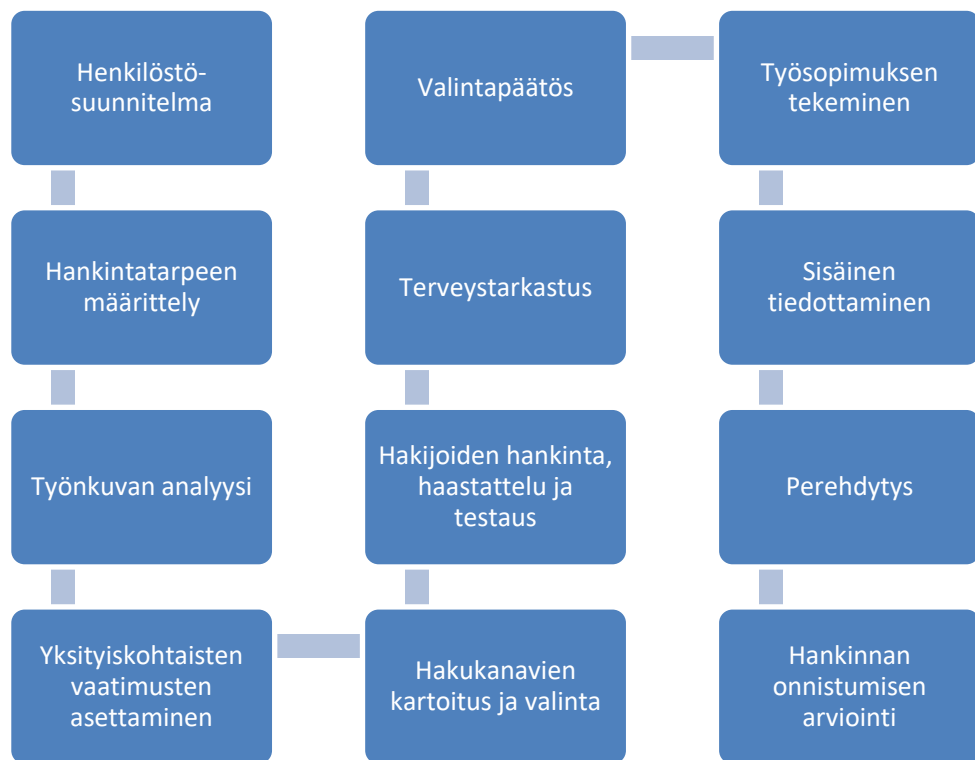 Henkilöstö-
suunnitelma
Hankintatarpeen
määrittely
Työnkuvan analyysi
Yksityiskohtaisten
vaatimusten
asettaminen
Hakukanavien
kartoitus ja valinta
Hakijoiden hankinta,
haastattelu ja
testaus
Terveystarkastus
Valintapäätös
Työsopimuksen
tekeminen
Sisäinen
tiedottaminen
Perehdytys
Hankinnan
onnistumisen
arviointi